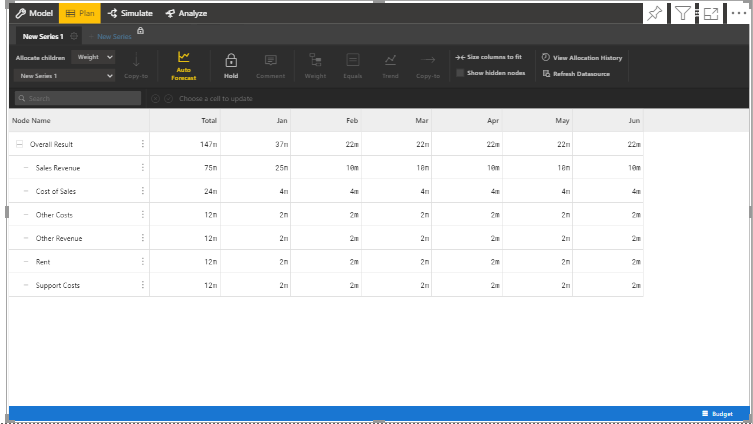 Model Plan Simulate Analyze
New Series 1 + New Series
Allocate children Weight Copy-to Auto Forecast Hold Comment Weight Equals Trend Copy-to Size columns to fit View Allocation History
New Series 1 Show hidden nodes Refresh Datasource
Search Choose a cell to update
Node Name Total Jan Feb Mar Apr May Jun
Overall Result 147m 37m 22m 22m 22m 22m 22m
Sales Revenue 75m 25m 10m 10m 10m 10m 10m
Cost of Sales 24m 4m 4m 4m 4m 4m 4m
Other Costs 12m 2m 2m 2m 2m 2m 2m
Other Revenue 12m 2m 2m 2m 2m 2m 2m
Rent 12m 2m 2m 2m 2m 2m 2m
Support Costs 12m 2m 2m 2m 2m 2m 2m
Budget